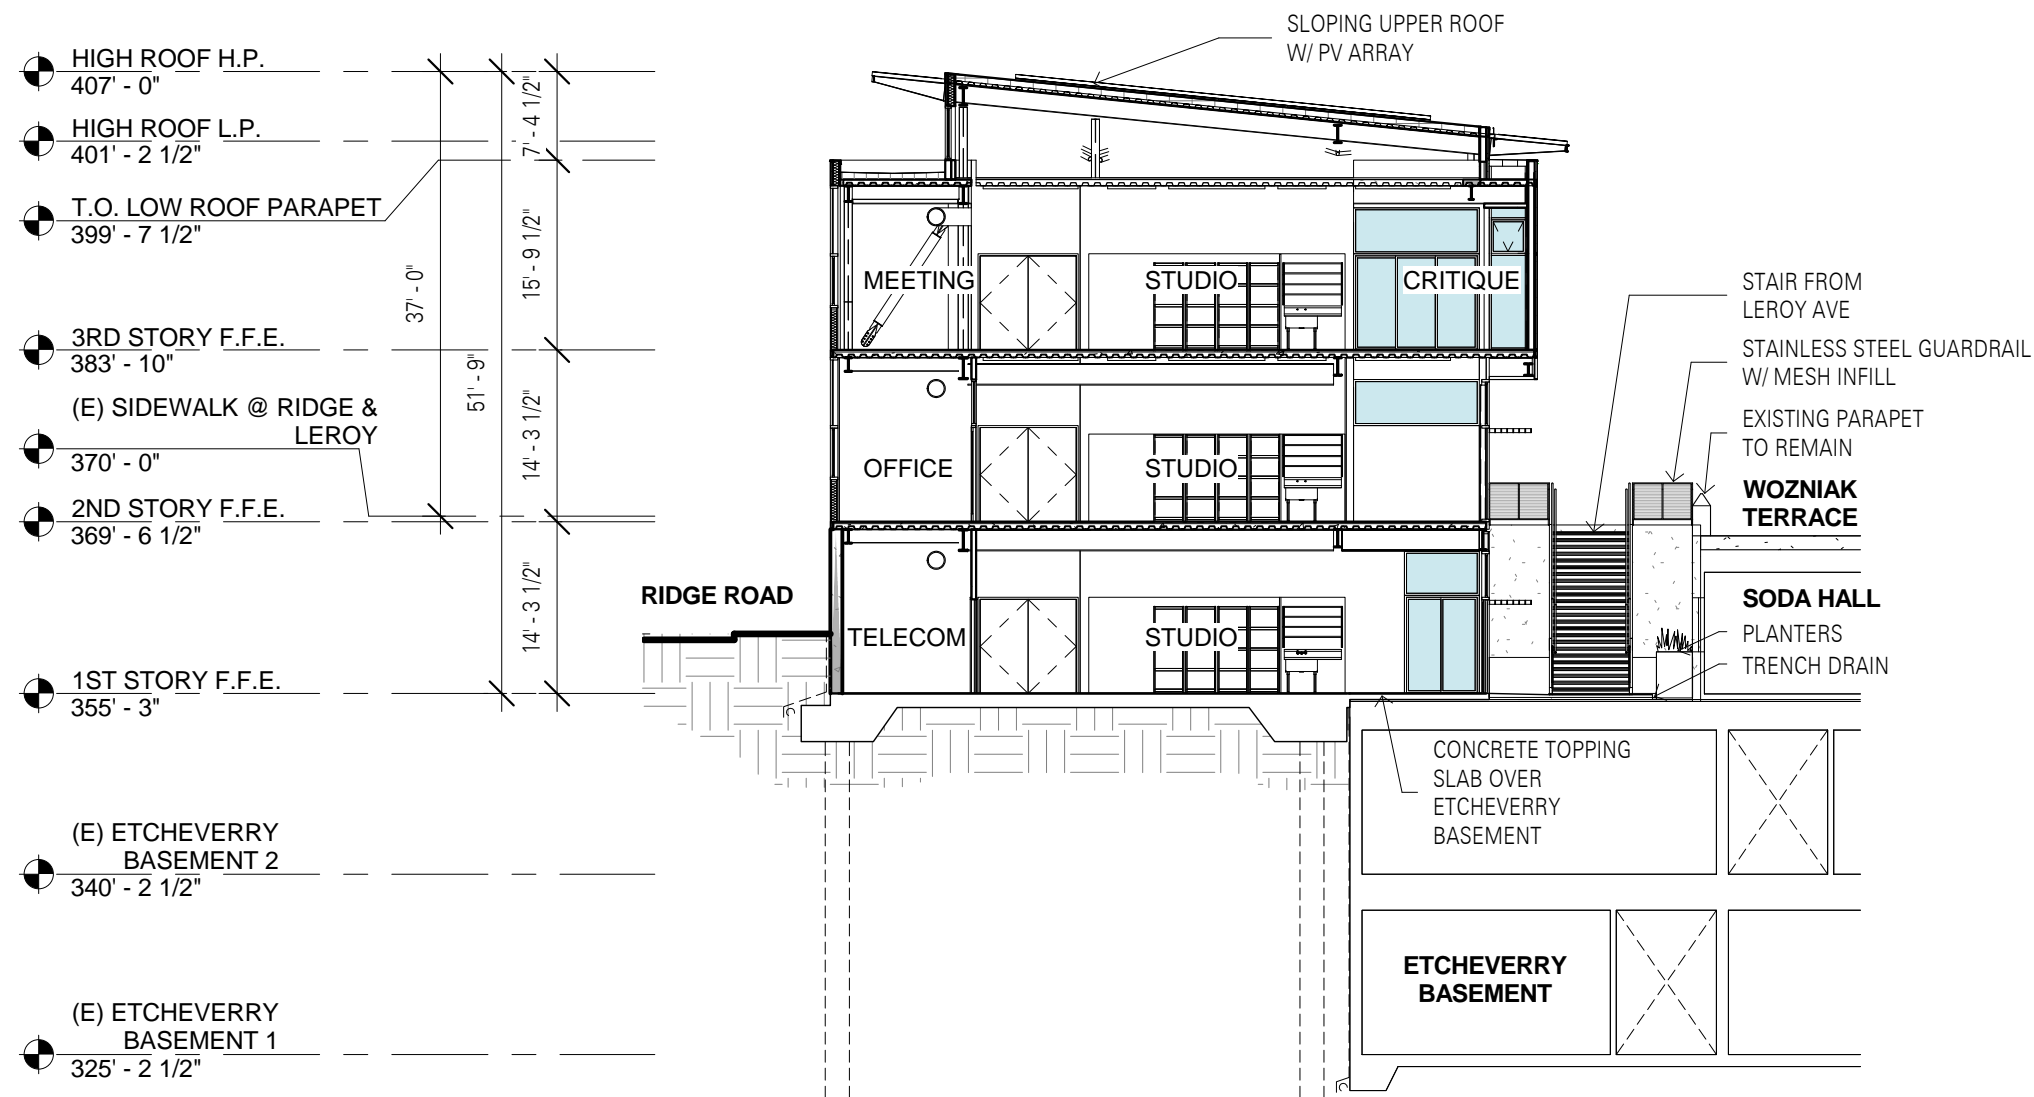 SLOPING UPPER ROOF
W/ PV ARRAY
HIGH ROOF H.P.
407' - 0"
HIGH ROOF L.P.
401' - 2 1/2"
T.O. LOW ROOF PARAPET
399' - 7 1/2"
3RD STORY F.F.E.
383' - 10"
(E) SIDEWALK @ RIDGE &
LEROY
370' - 0"
2ND STORY F.F.E.
369' - 6 1/2"
1ST STORY F.F.E.
355' - 3"
(E) ETCHEVERRY
BASEMENT 2
340' - 2 1/2"
(E) ETCHEVERRY
BASEMENT 1
325' - 2 1/2"
37' - 0"
51' - 9"
7' - 4 1/2"
15' - 9 1/2"
14' - 3 1/2"
14' - 3 1/2"
MEETING
STUDIO
CRITIQUE
OFFICE
STUDIO
RIDGE ROAD
TELECOM
STUDIO
STAIR FROM
LEROY AVE
STAINLESS STEEL GUARDRAIL
W/ MESH INFILL
EXISTING PARAPET
TO REMAIN
WOZNIAK
TERRACE
SODA HALL
PLANTERS
TRENCH DRAIN
CONCRETE TOPPING
SLAB OVER
ETCHEVERRY
BASEMENT
ETCHEVERRY
BASEMENT